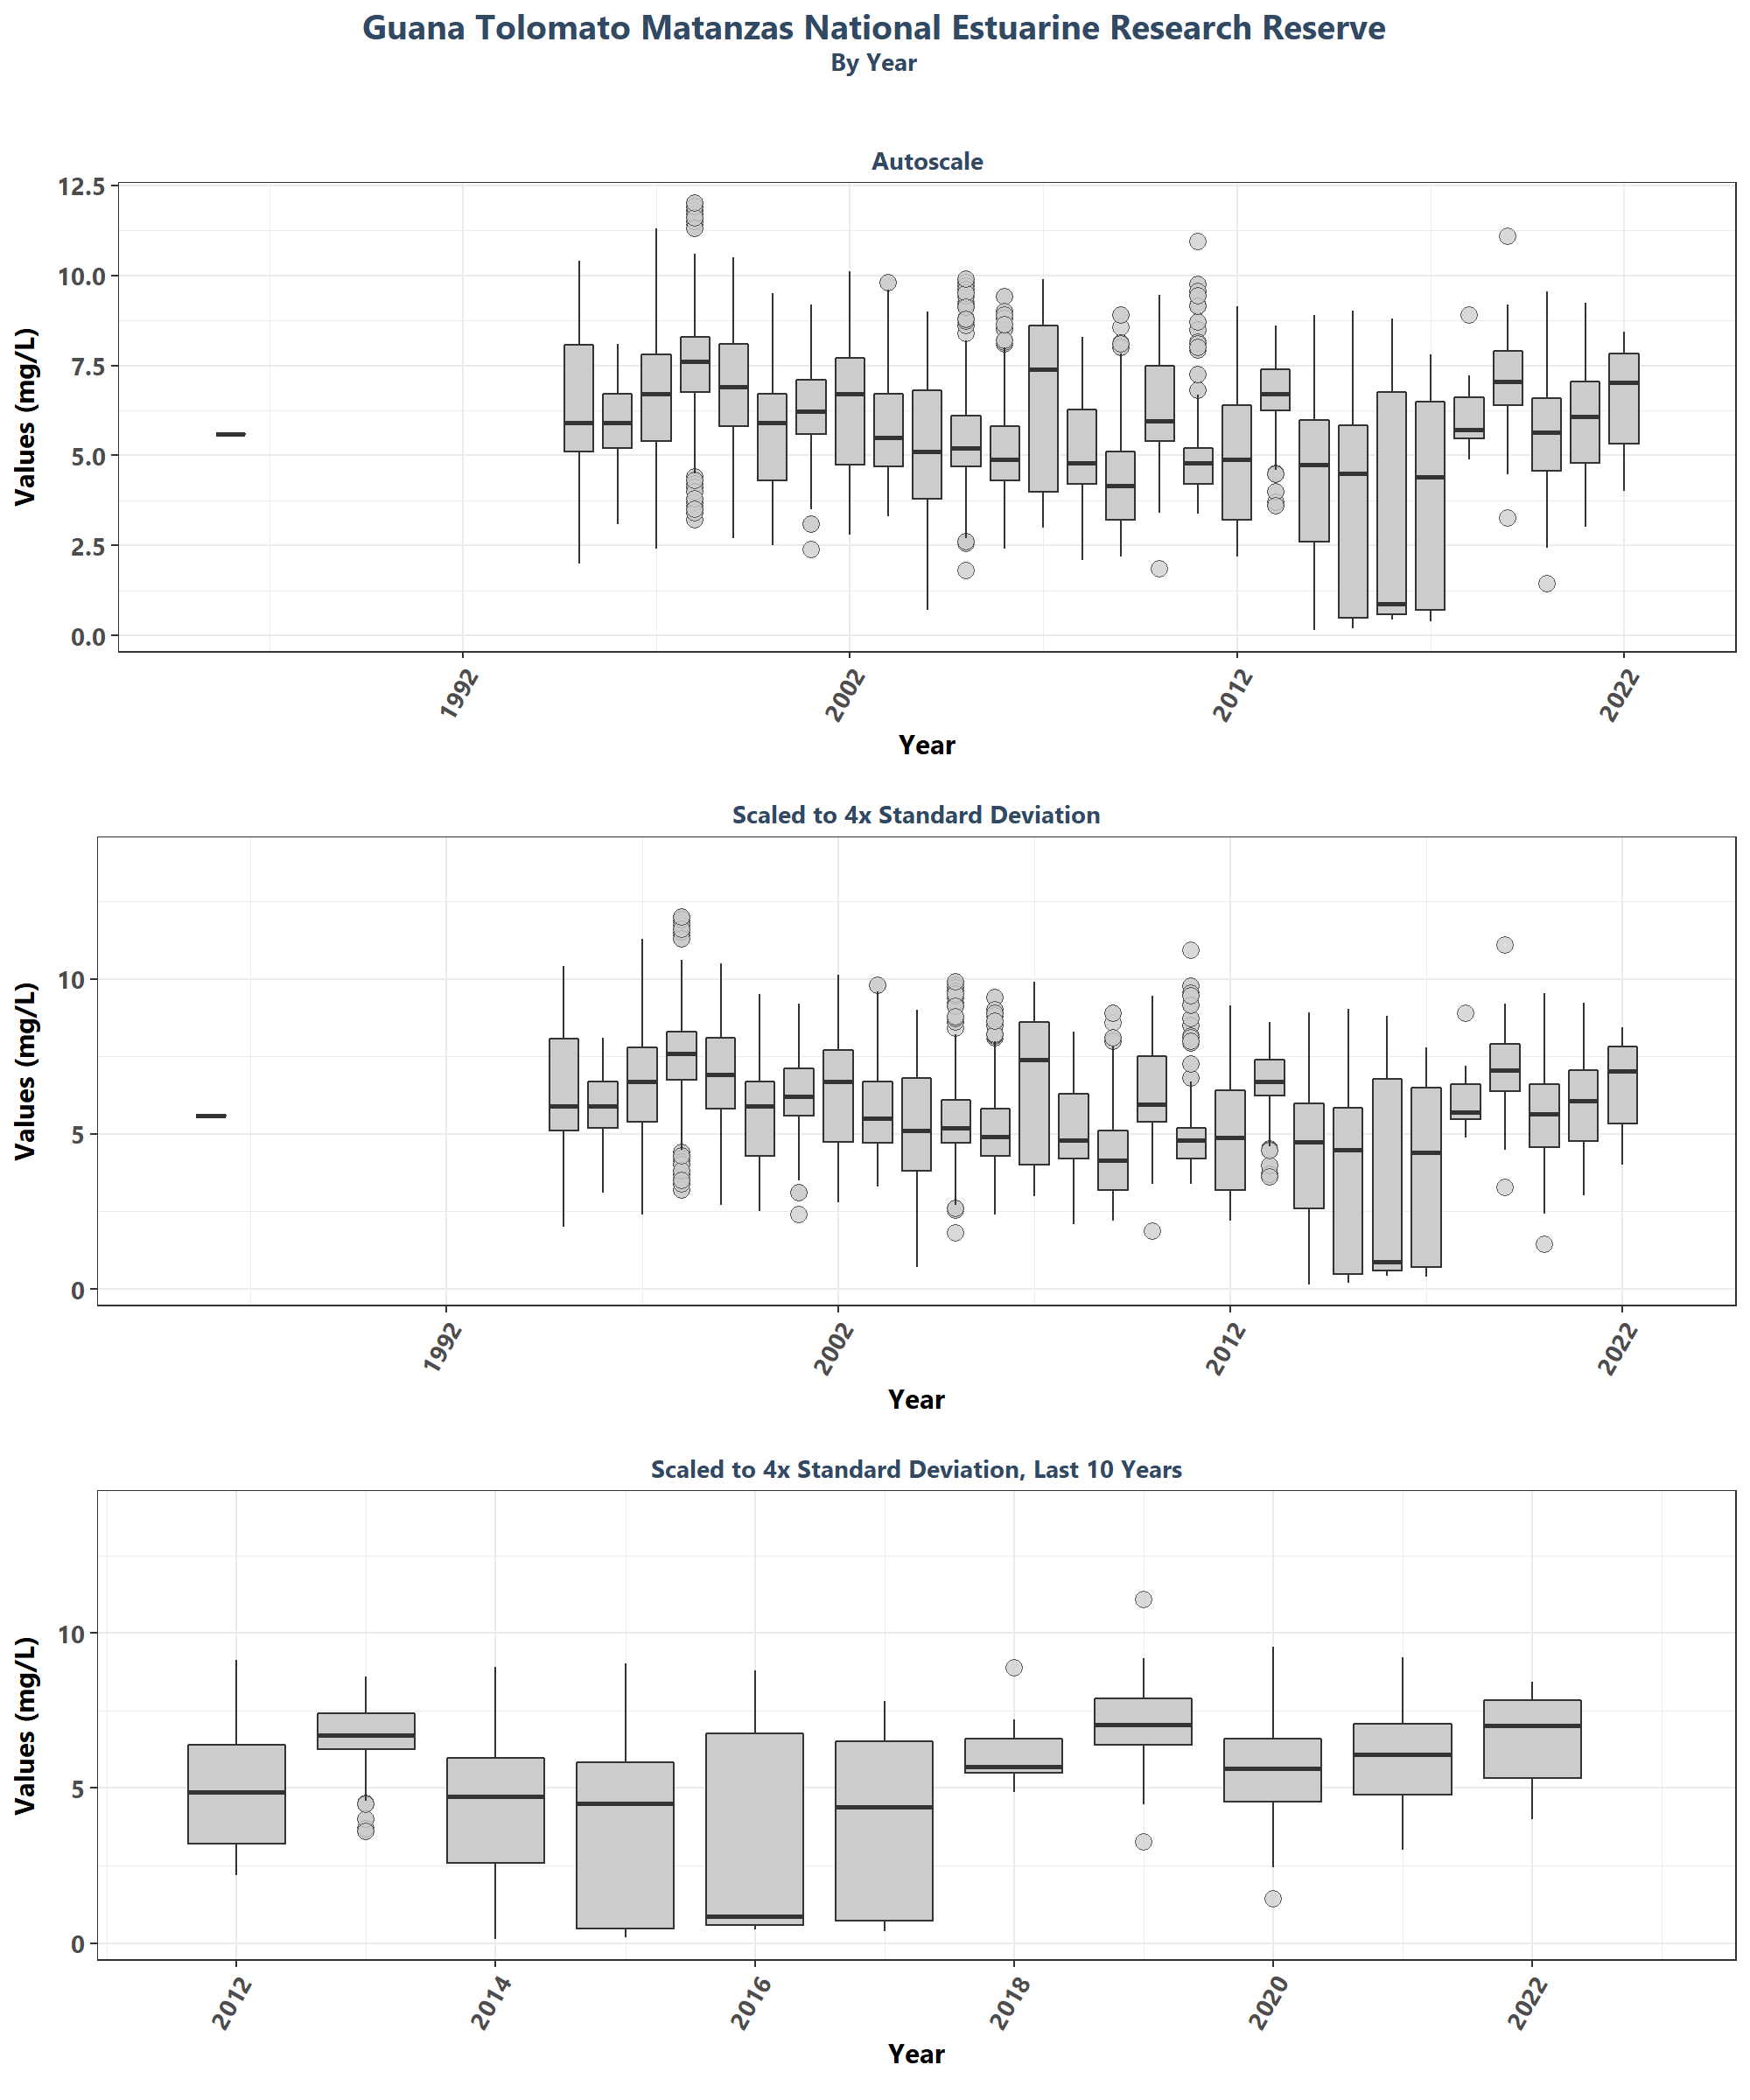 Guana Tolomato Matanzas National Estuarine Research Reserve
By Year
Autoscale
Values (mg/L)
12.5
10.0
7.5
5.0
2.5
0.0
1992
2002
2012
2022
Year
Scaled to 4x Standard Deviation
Values (mg/L)
10
5
0
1992
2002
2012
2022
Year
Scaled to 4x Standard Deviation, Last 10 Years
Values (mg/L)
10
5
0
2012
2014
2016
2018
2020
2022
Year